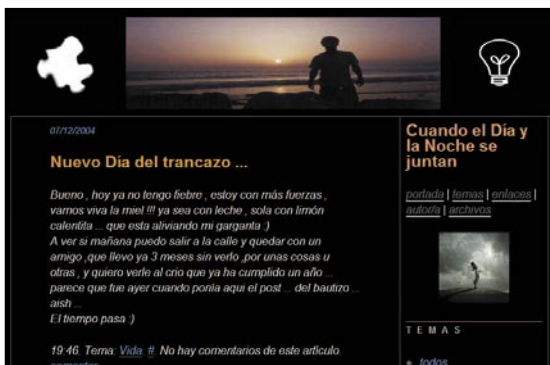 07/12/2004
Nuevo Día del trancazo ...
Bueno , hoy ya no tengo fiebre , estoy con más fuerzas ,
vamos viva la miel !!! ya sea con leche , sola con limón
calentita ... que esta aliviando mi garganta :)
A ver si mañana puedo salir a la calle y quedar con un
amigo ,que llevo ya 3 meses sin verlo ,por unas cosas u
otras , y quiero verle al crio que ya ha cumplido un año ...
parece que fue ayer cuando ponia aqui el post ... del bautizo ...
aish ...
El tiempo pasa :)
19:46. Tema: Vida. #. No hay comentarios de este artículo.
comentar
Cuando el Día y
la Noche se
juntan
portada | temas | enlaces |
autor/a | archivos
TEMAS
todos